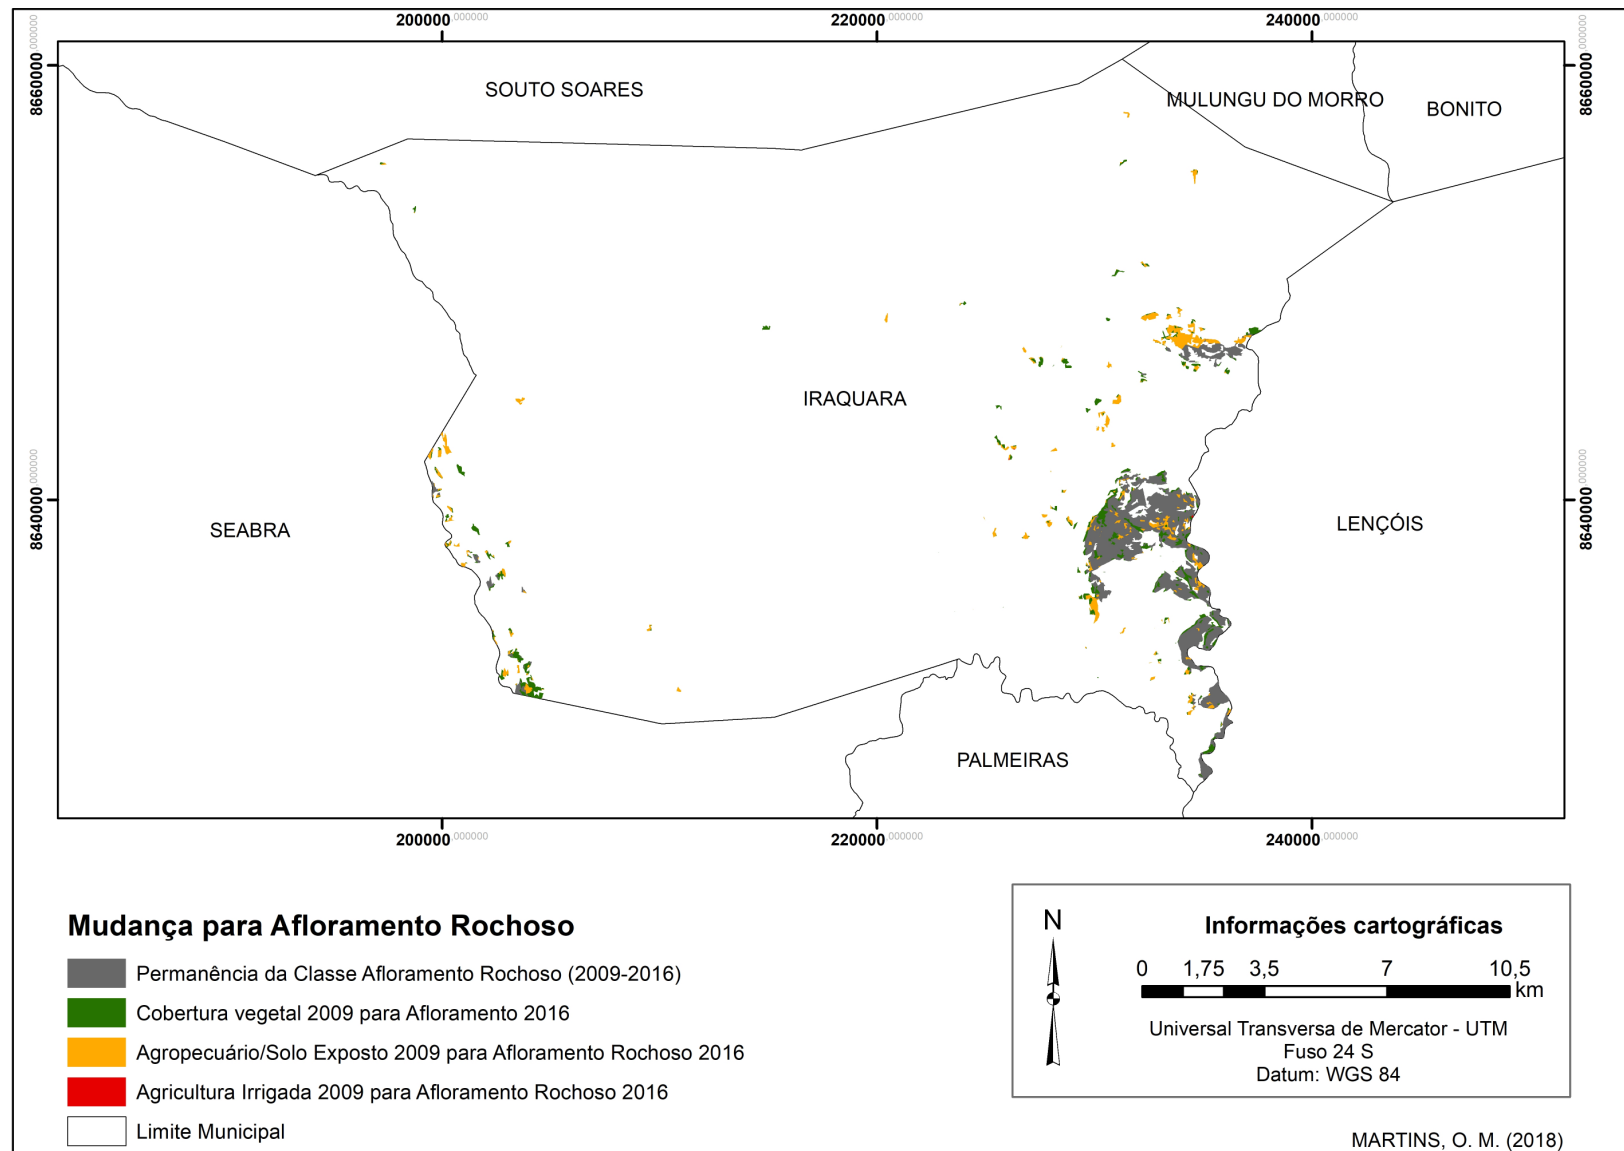 200000,000000 220000,000000 240000,000000
8660000,000000 8660000,000000
SOUTO SOARES
MULUNGU DO MORRO
BONITO
IRAQUARA
8640000,000000 8640000,000000
SEABRA
LENÇÓIS
PALMEIRAS
200000,000000 220000,000000 240000,000000
Mudança para Afloramento Rochoso
Permanência da Classe Afloramento Rochoso (2009-2016)
Cobertura vegetal 2009 para Afloramento 2016
Agropecuário/Solo Exposto 2009 para Afloramento Rochoso 2016
Agricultura Irrigada 2009 para Afloramento Rochoso 2016
Limite Municipal
N
Informações cartográficas
0 1,75 3,5 7 10,5
km
Universal Transversa de Mercator - UTM
Fuso 24 S
Datum: WGS 84
MARTINS, O. M. (2018)